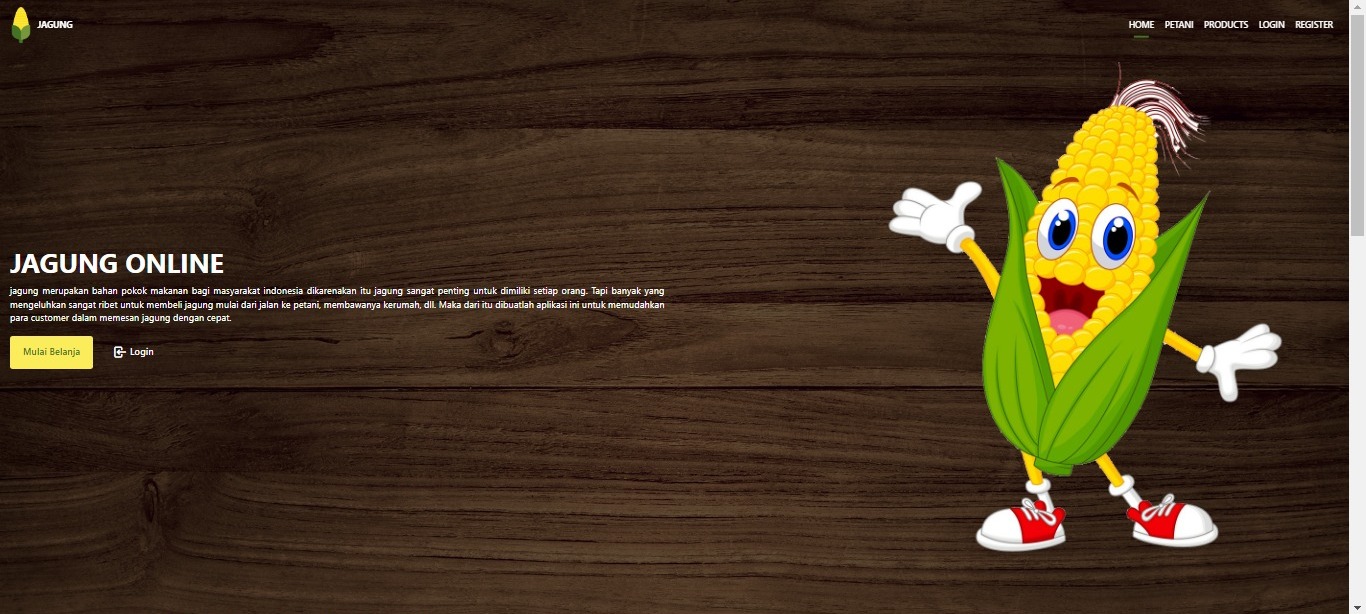 JAGUNG
HOME PETANI PRODUCTS LOGIN REGISTER
JAGUNG ONLINE
jagung merupakan bahan pokok makanan bagi masyarakat indonesia dikarenakan itu jagung sangat penting untuk dimiliki setiap orang. Tapi banyak yang
mengeluhkan sangat ribet untuk membeli jagung mulai dari jalan ke petani, membawanya kerumah, dll. Maka dari itu dibuatlah aplikasi ini untuk memudahkan
para customer dalam memesan jagung dengan cepat.
Mulai Belanja Login